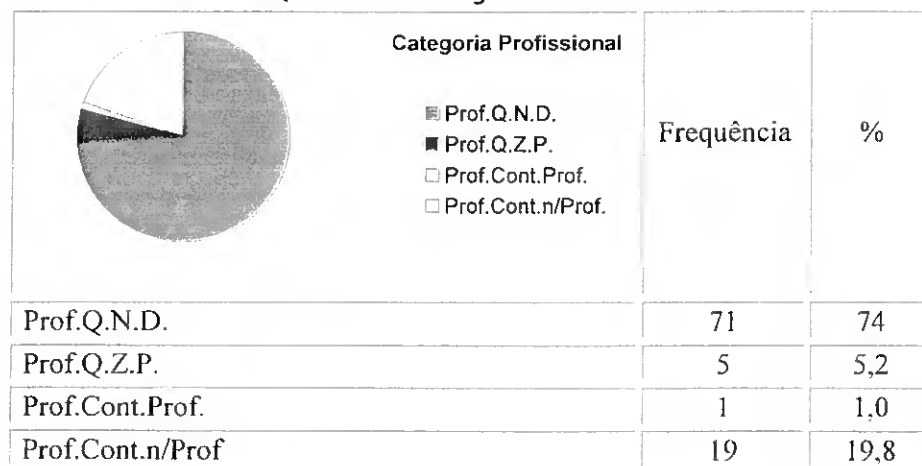 Categoria Profissional
Prof.Q.N.D.
Prof.Q.Z.P.
Prof.Cont.Prof.
Prof.Cont.n/Prof.
Frequência %
Prof.Q.N.D. 71 74
Prof.Q.Z.P. 5 5,2
Prof.Cont.Prof. 1 1,0
Prof.Cont.n/Prof 19 19,8